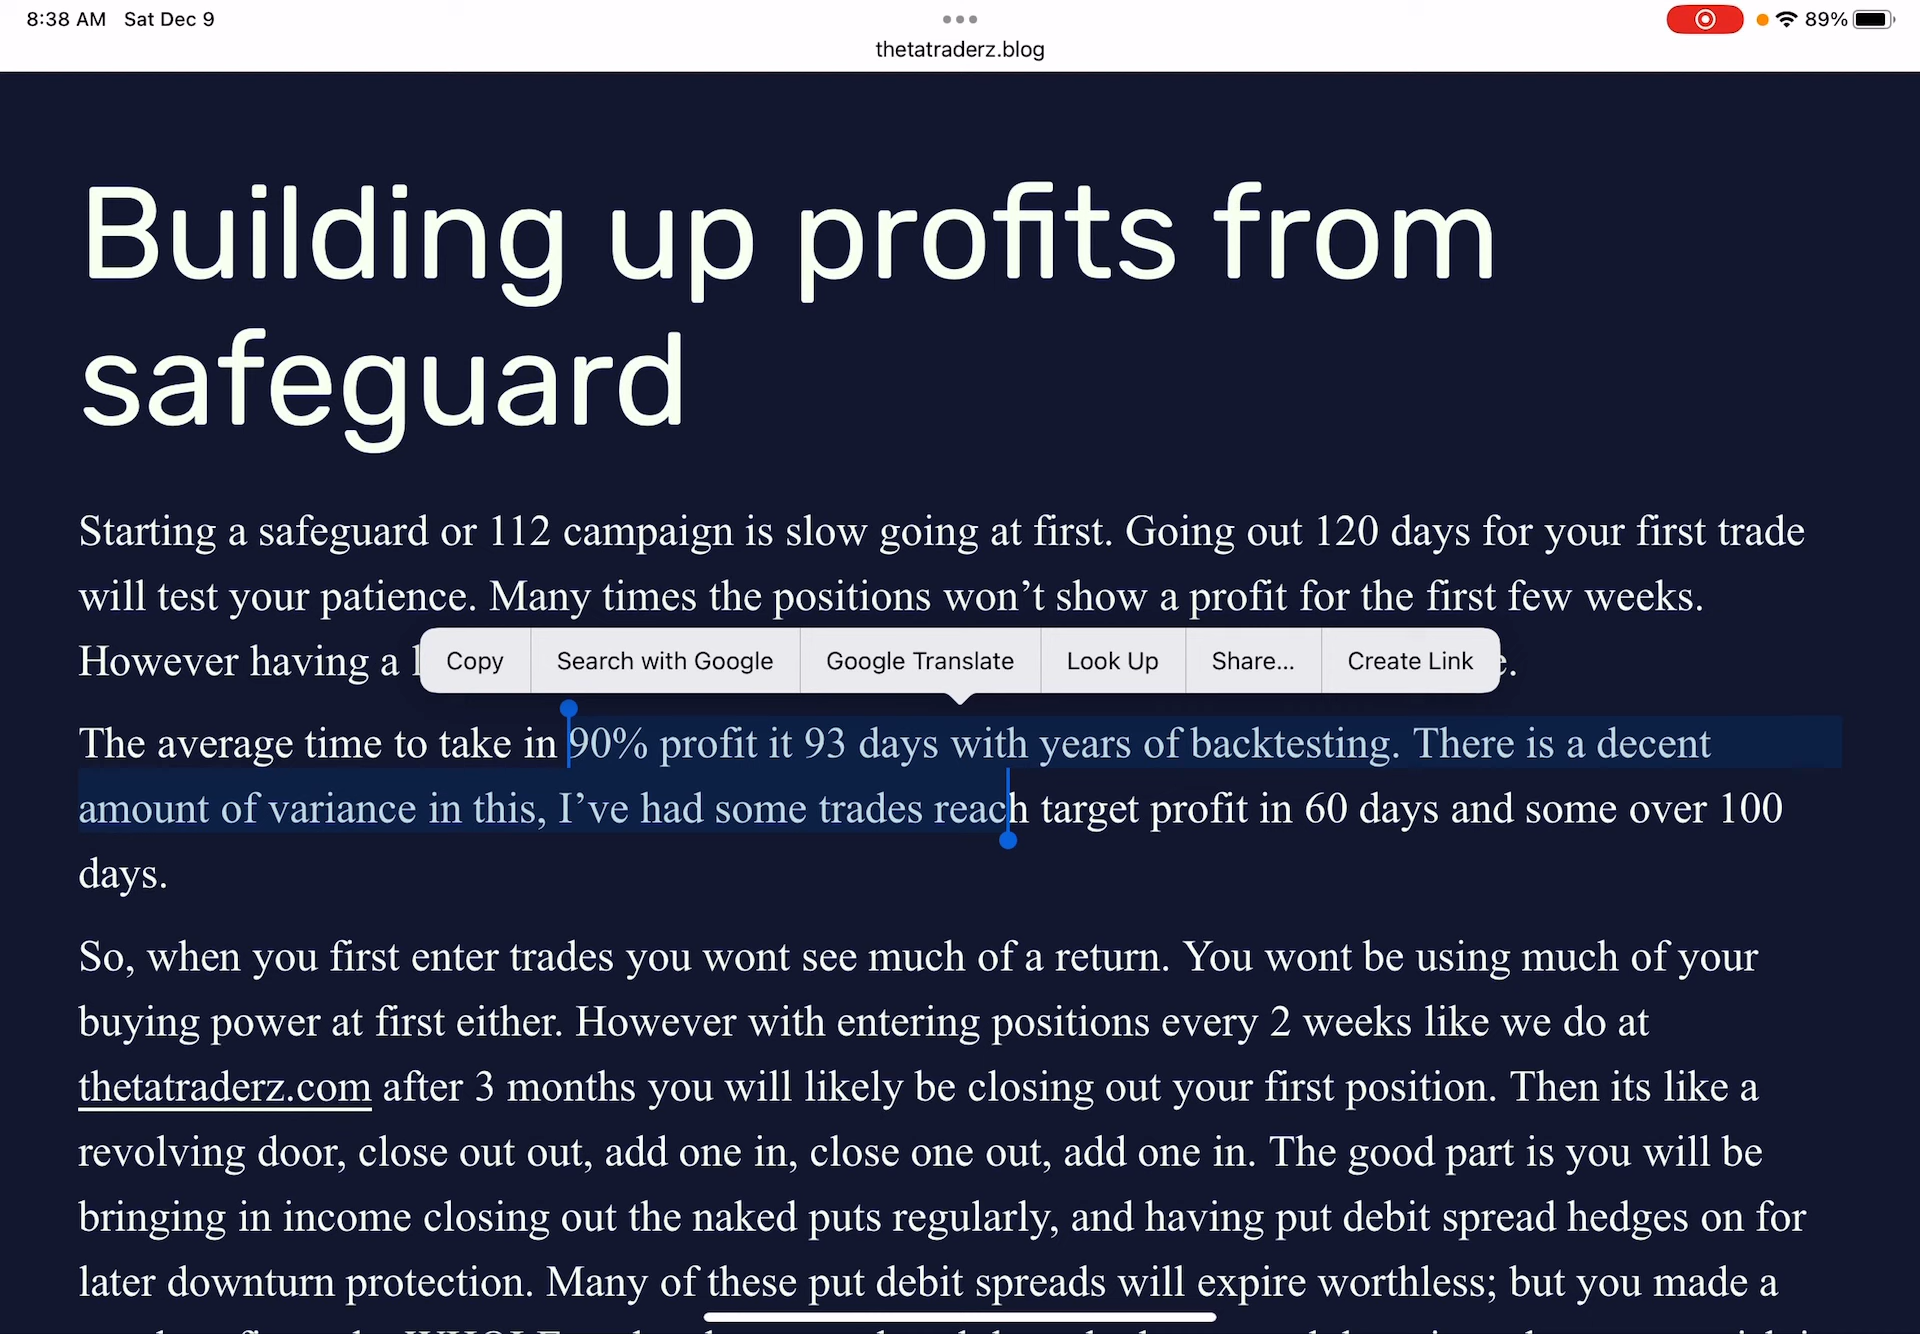 8:38 AM Sat Dec 9
89%
thetatraderz.blog
Building up profits from
safeguard
Starting a safeguard or 112 campaign is slow going at first. Going out 120 days for your first trade
will test your patience. Many times the positions won’t show a profit for the first few weeks.
However having a
Copy Search with Google Google Translate Look Up Share... Create Link
The average time to take in 90% profit it 93 days with years of backtesting. There is a decent
amount of variance in this, I’ve had some trades reach target profit in 60 days and some over 100
days.
So, when you first enter trades you wont see much of a return. You wont be using much of your
buying power at first either. However with entering positions every 2 weeks like we do at
thetatraderz.com after 3 months you will likely be closing out your first position. Then its like a
revolving door, close out out, add one in, close one out, add one in. The good part is you will be
bringing in income closing out the naked puts regularly, and having put debit spread hedges on for
later downturn protection. Many of these put debit spreads will expire worthless; but you made a